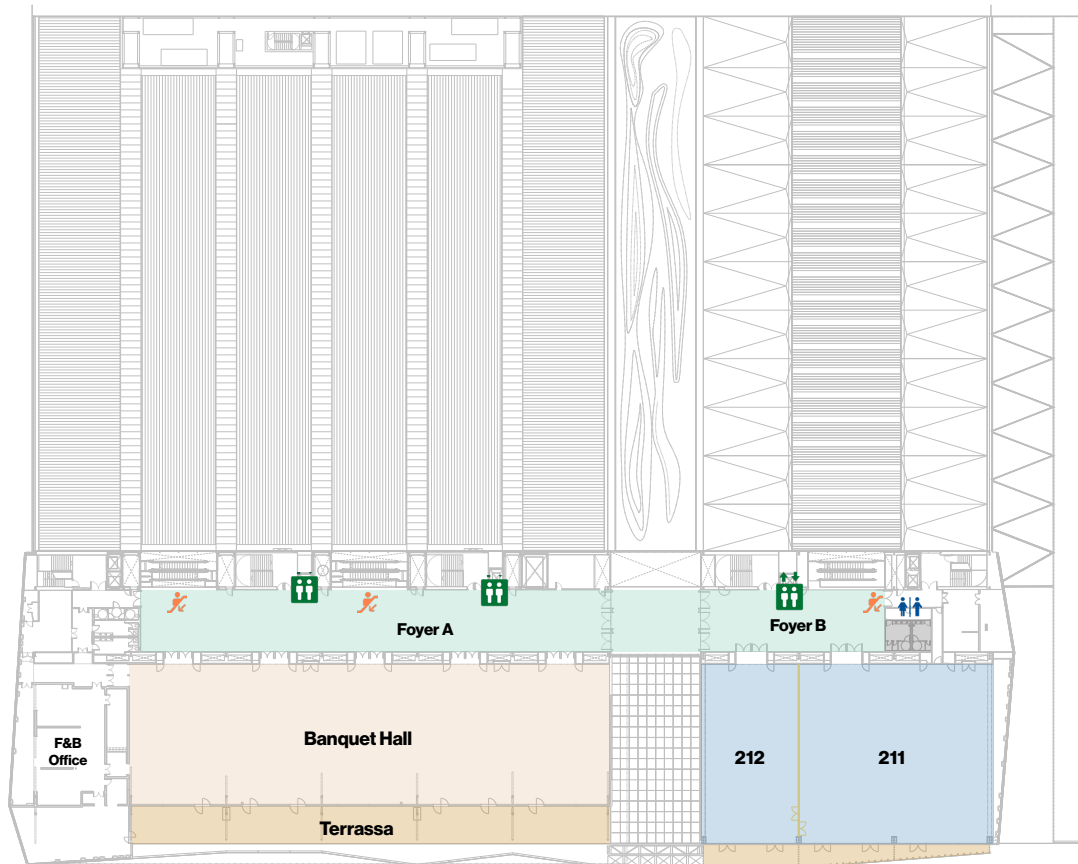 Foyer A
Foyer B
Banquet Hall
212
211
F&B
Office
Terrassa